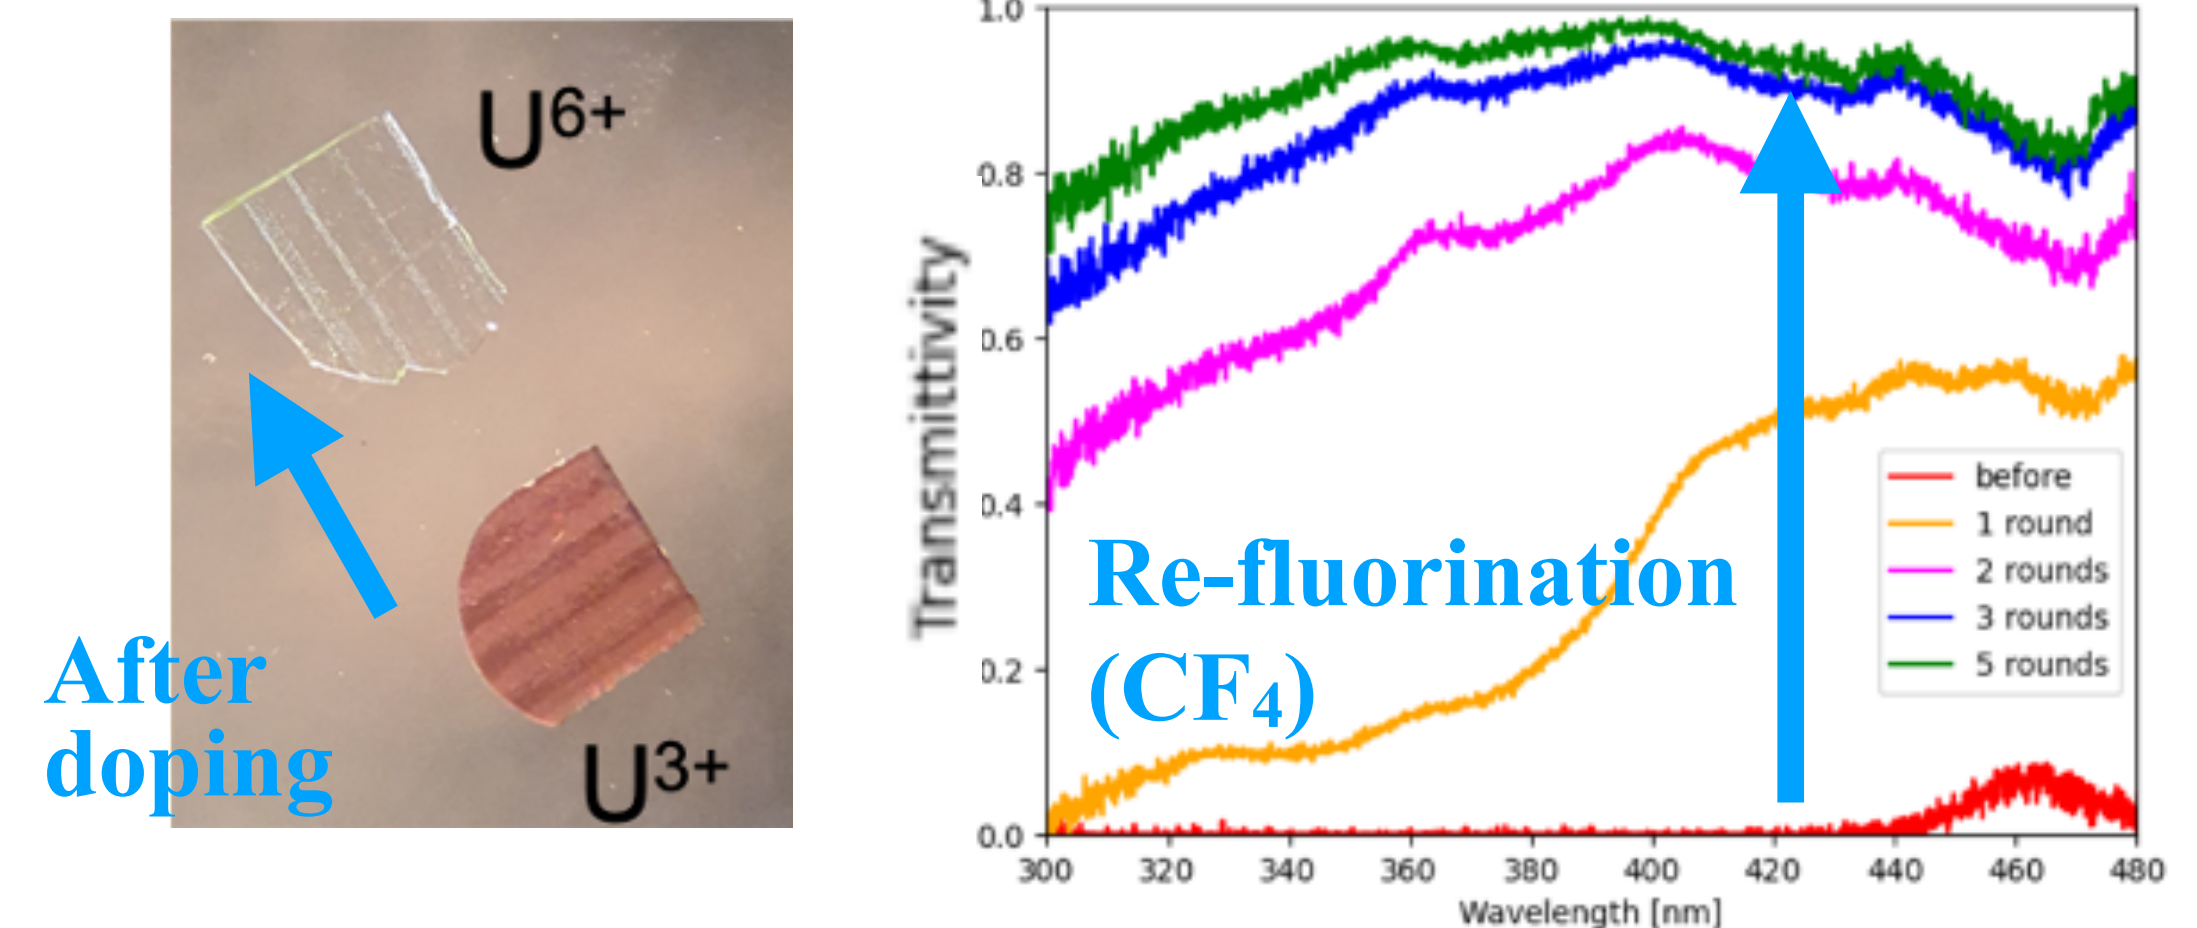 U⁶⁺
After
doping
U³⁺
1.0
0.8
0.6
0.4
0.2
0.0
Transmittivity
Re-fluorination
(CF₄)
before
1 round
2 rounds
3 rounds
5 rounds
300 320 340 360 380 400 420 440 460 480
Wavelength [nm]